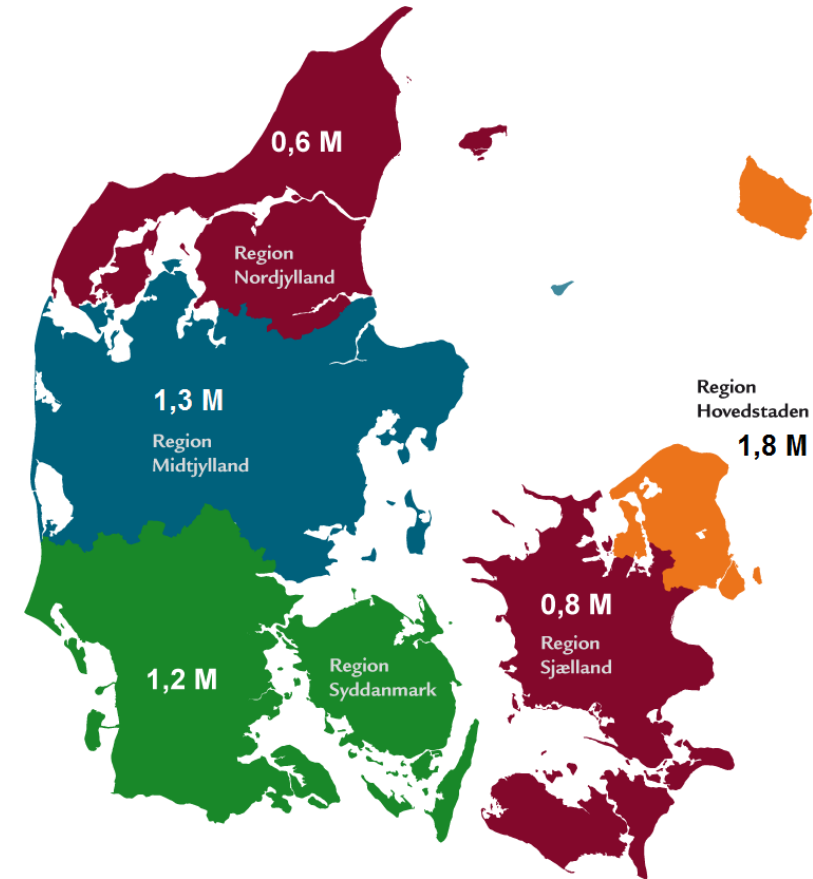 0,6 M
Region
Nordjylland
1,3 M
Region
Midtjylland
Region
Hovedstaden
1,8 M
0,8 M
Region
Sjælland
1,2 M
Region
Syddanmark